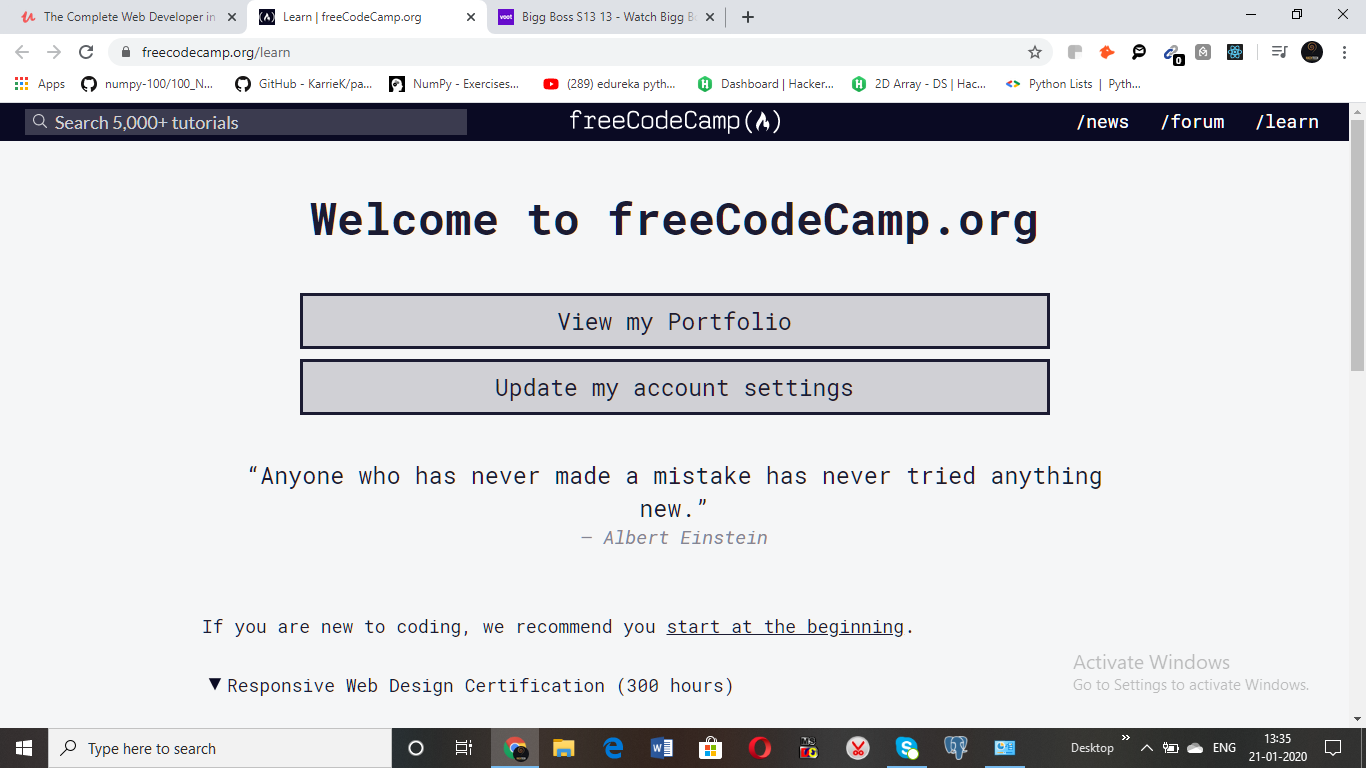 The Complete Web Developer in
Learn | freeCodeCamp.org
voot
Bigg Boss S13 13 - Watch Bigg B
freecodecamp.org/learn
0
Apps
numpy-100/100_N...
GitHub - KarrieK/pa...
NumPy - Exercises...
(289) edureka pyth...
Dashboard | Hacker...
2D Array - DS | Hac...
Python Lists | Pyth...
Search 5,000+ tutorials
freeCodeCamp
/news
/forum
/learn
Welcome to freeCodeCamp.org
View my Portfolio
Update my account settings
“Anyone who has never made a mistake has never tried anything
new.”
— Albert Einstein
If you are new to coding, we recommend you start at the beginning.
Responsive Web Design Certification (300 hours)
Activate Windows
Go to Settings to activate Windows.
Type here to search
Desktop
ENG
13:35
21-01-2020